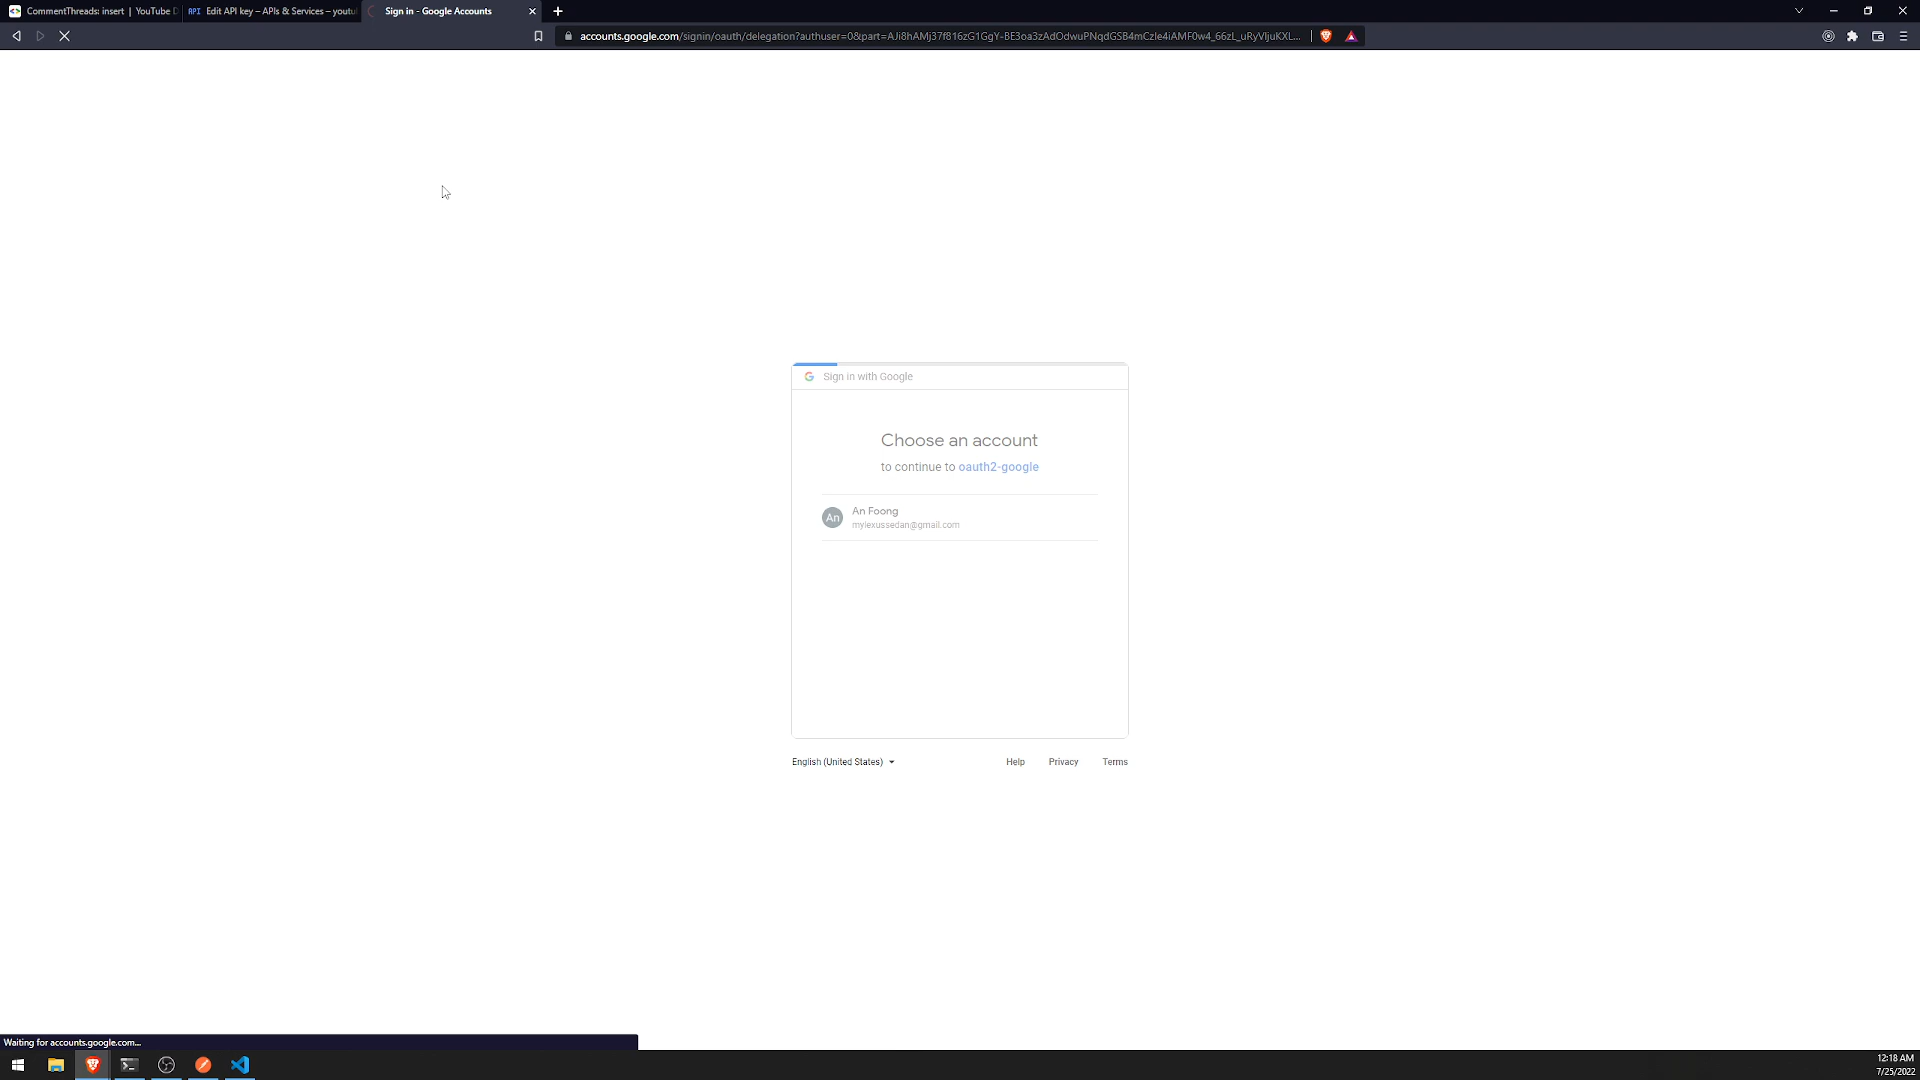 CommentThreads: insert | YouTube D
API Edit API key – APIs & Services – youtu
Sign in - Google Accounts
accounts.google.com/signin/oauth/delegation?authuser=0&part=
Sign in with Google
Choose an account
to continue to oauth2-google
An
An Foong
mylexussedan@gmail.com
English (United States)
Help
Privacy
Terms
Waiting for accounts.google.com...
12:18 AM
7/25/2022